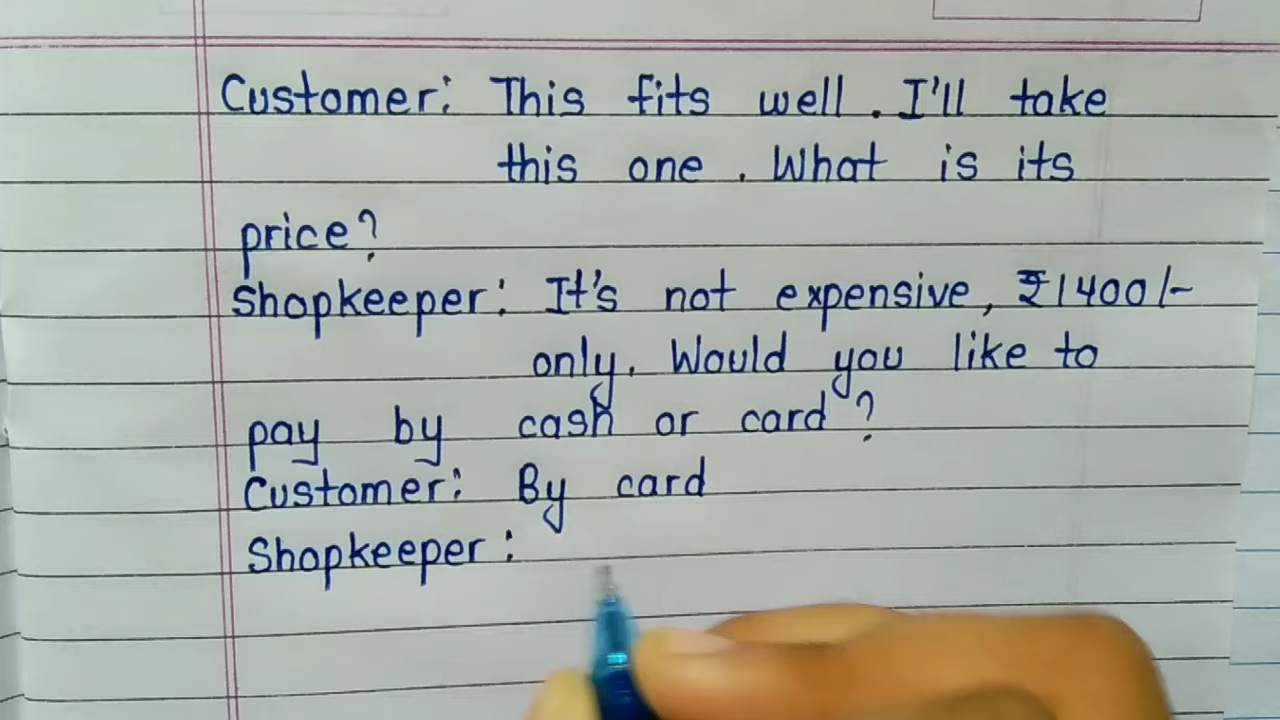 Customer: This fits well. I'll take
this one. What is its
price?
Shopkeeper: It's not expensive, ₹1400/-
only. Would you like to
pay by cash or card?
Customer: By card
Shopkeeper: